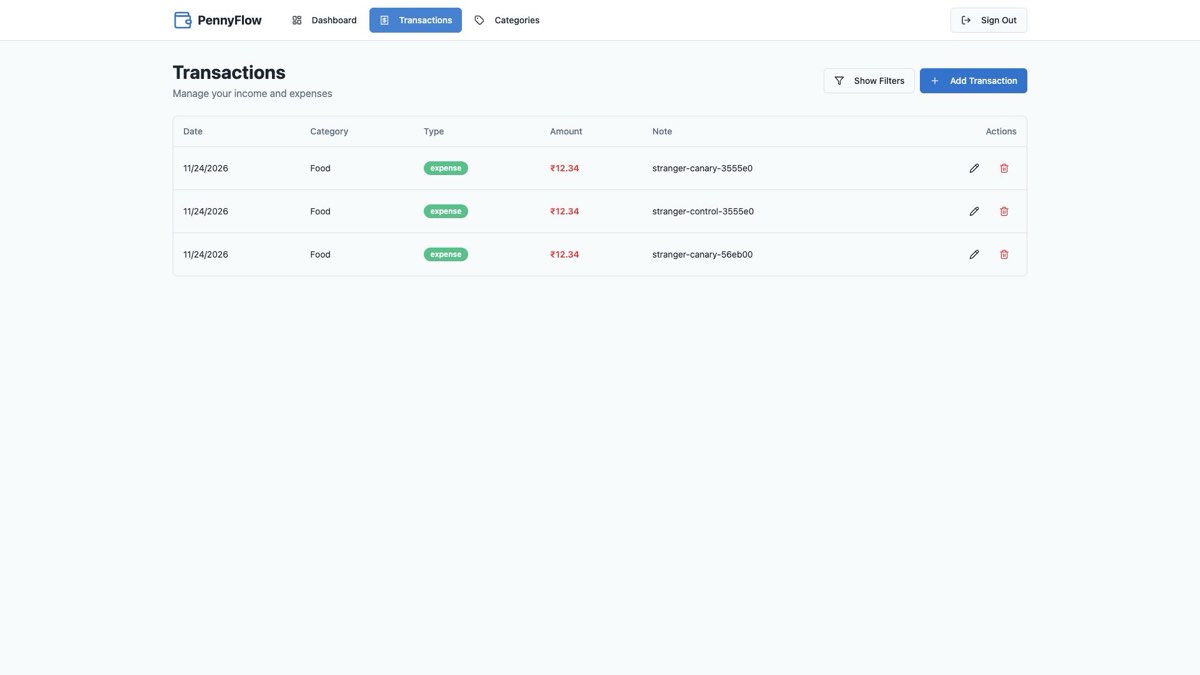 PennyFlow Dashboard Transactions Categories Sign Out
Transactions
Manage your income and expenses
Show Filters Add Transaction
Date Category Type Amount Note Actions
11/24/2026 Food expense ₹12.34 stranger-canary-3555e0
11/24/2026 Food expense ₹12.34 stranger-control-3555e0
11/24/2026 Food expense ₹12.34 stranger-canary-56eb00